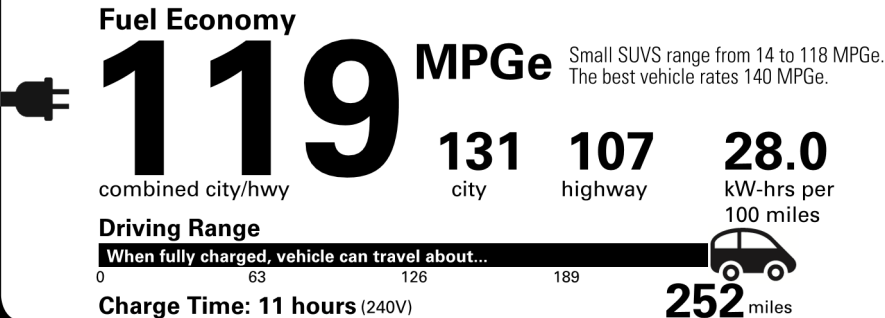 Fuel Economy
119 MPGe
Small SUVS range from 14 to 118 MPGe.
The best vehicle rates 140 MPGe.
combined city/hwy
131
city
107
highway
28.0
kW-hrs per
100 miles
Driving Range
When fully charged, vehicle can travel about...
0 63 126 189
252 miles
Charge Time: 11 hours (240V)